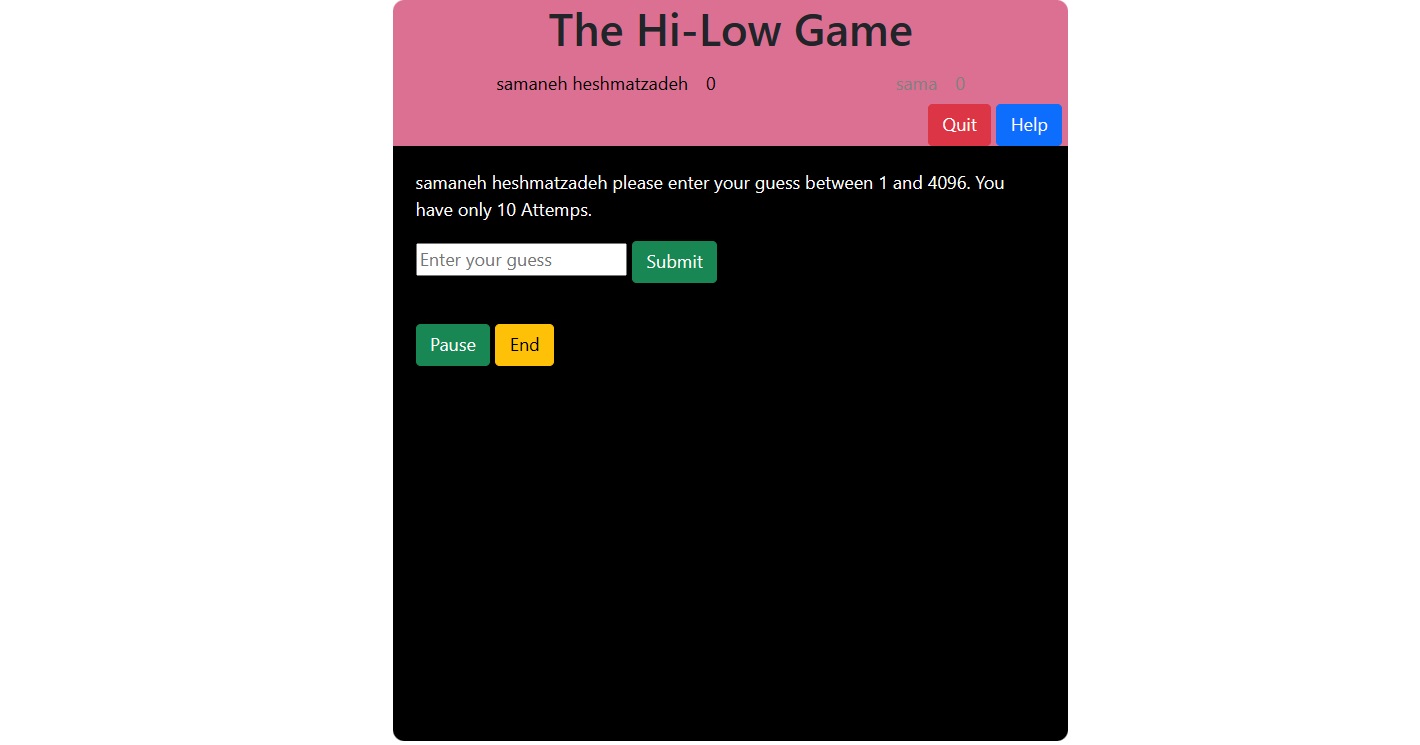 The Hi-Low Game
samaneh heshmatzadeh 0 sama 0
Quit Help
samaneh heshmatzadeh please enter your guess between 1 and 4096. You
have only 10 Attemps.
Enter your guess Submit
Pause End